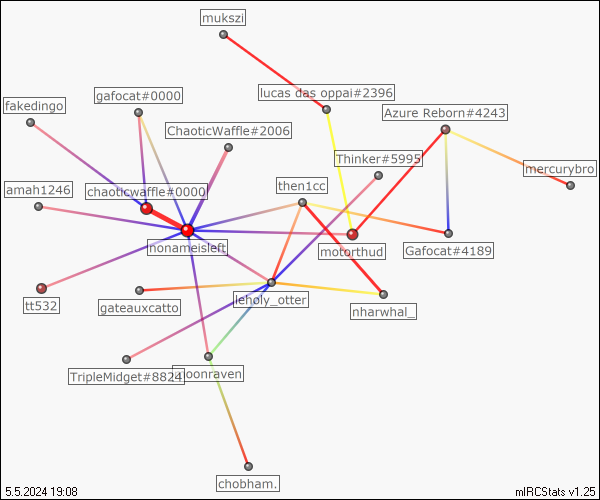 mukszi
lucas das oppai#2396
gafocat#0000
fakedingo
Azure Reborn#4243
ChaoticWaffle#2006
Thinker#5995
mercurybro
amah1246
chaoticwaffle#0000
then1cc
nonameisleft
motorthud
Gafocat#4189
tt532
gateauxcatto
leholy_otter
nharwhal_
TripleMidget#8824
oonraven
chobham.
5.5.2024 19:08
mIRCStats v1.25